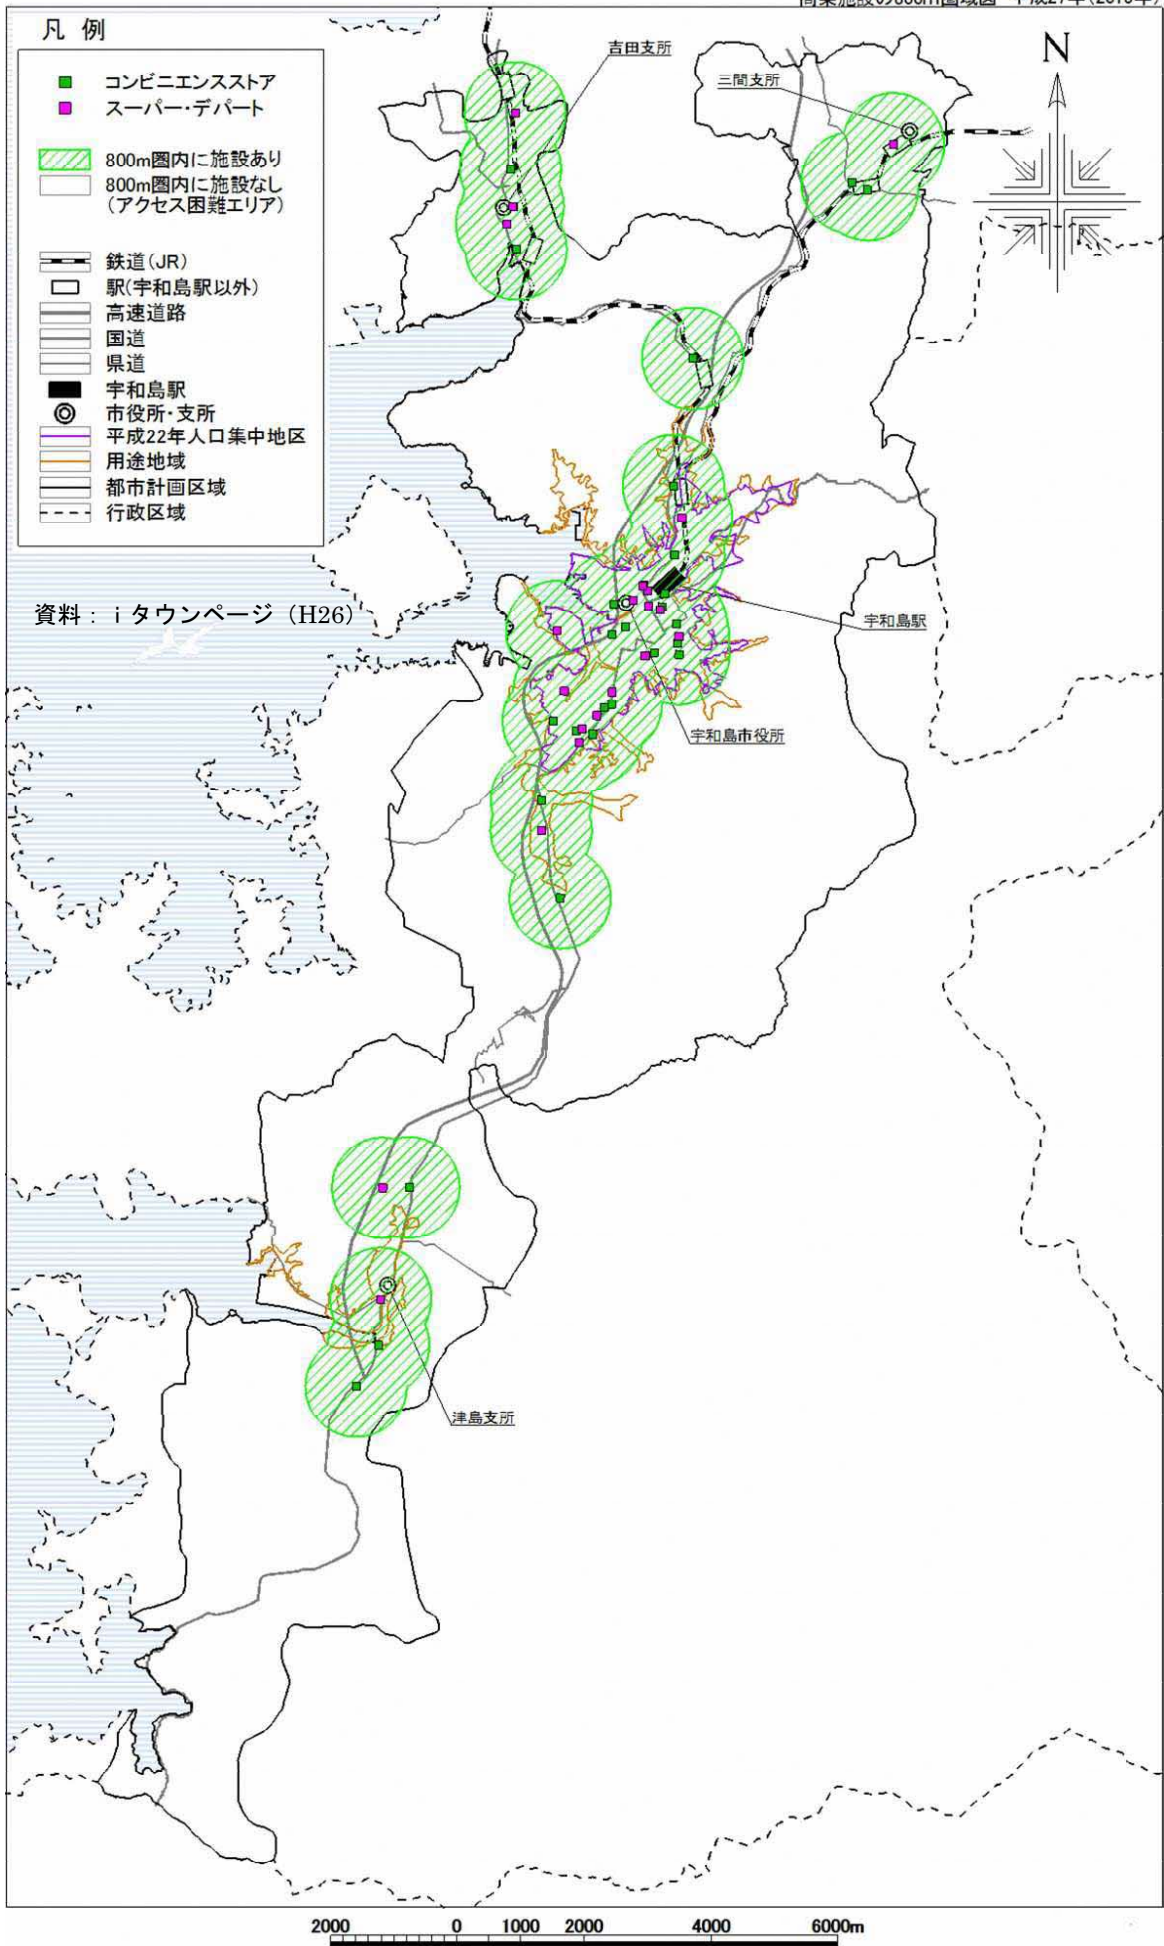 凡 例
コンビニエンスストア
スーパー・デパート
800m圏内に施設あり
800m圏内に施設なし
（アクセス困難エリア）
鉄道（JR）
駅（宇和島駅以外）
高速道路
国道
県道
宇和島駅
市役所・支所
平成22年人口集中地区
用途地域
都市計画区域
行政区域
吉田支所
三間支所
N
資料：ｉタウンページ（H26）
宇和島駅
宇和島市役所
津島支所
2000 0 1000 2000 4000 6000m